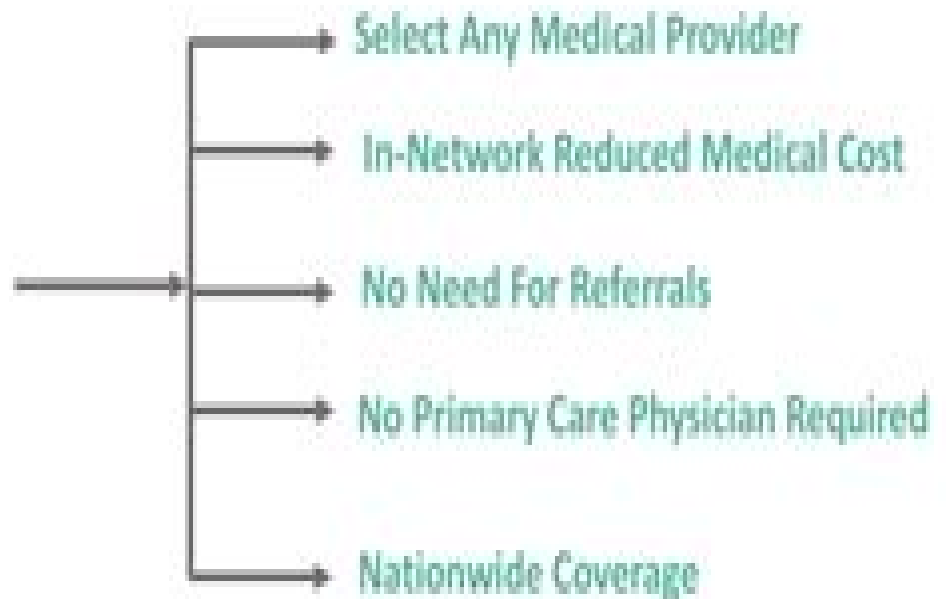 Select Any Medical Provider
In-Network Reduced Medical Cost
No Need For Referrals
No Primary Care Physician Required
Nationwide Coverage